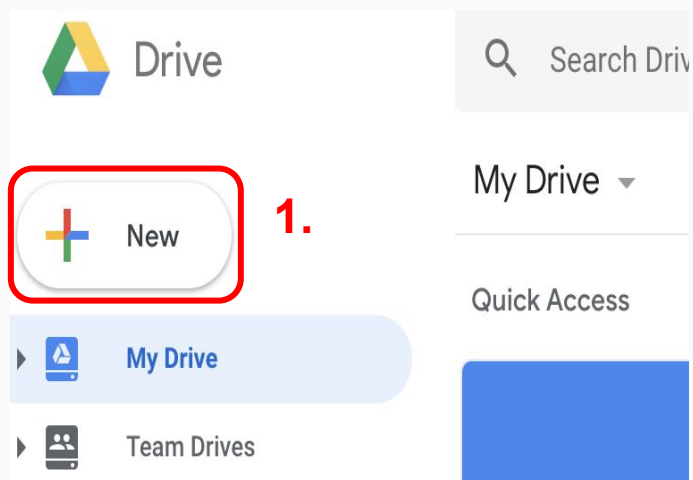 Drive
Search Driv
My Drive
New
1.
Quick Access
My Drive
Team Drives